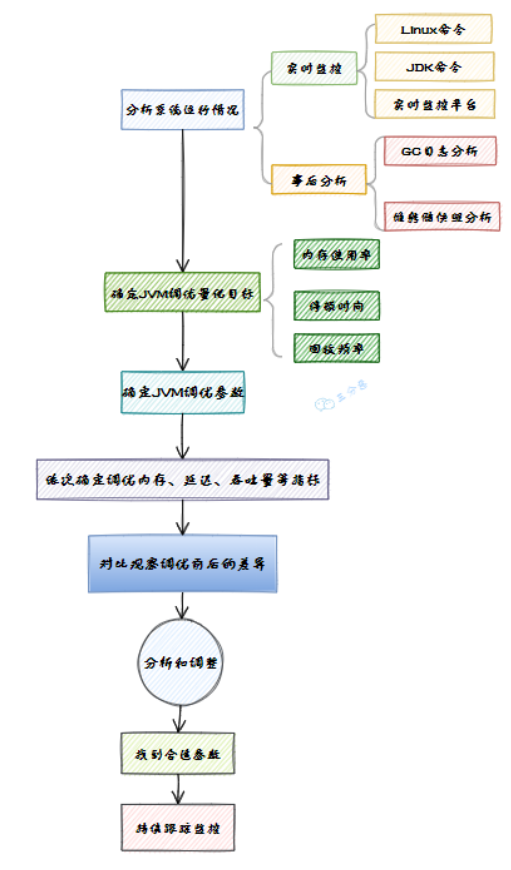 Linux命令
实时监控
JDK命令
分析系统运行情况
实时监控平台
GC日志分析
事后分析
堆转储快照分析
内存使用率
确定JVM调优量化目标
停顿时间
回收频率
确定JVM调优参数
三分恶
依次确定调优内存、延迟、吞吐量等指标
对比观察调优前后的差异
分析和调整
找到合适参数
持续跟踪监控